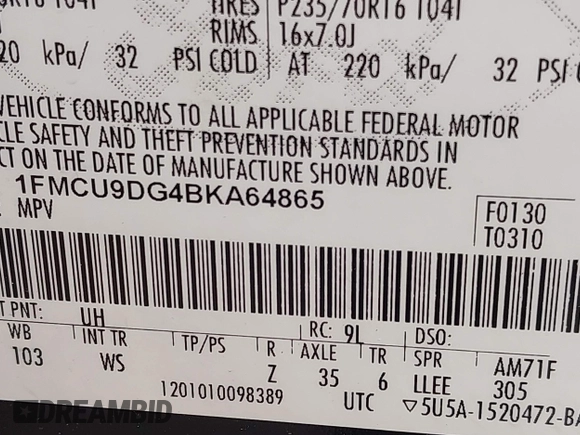 TIRES P235/70R16 104T
RIMS 16x7.0J
20 kPa/ 32 PSI COLD AT 220 kPa/ 32 PSI
VEHICLE CONFORMS TO ALL APPLICABLE FEDERAL MOTOR
CLE SAFETY AND THEFT PREVENTION STANDARDS IN
CT ON THE DATE OF MANUFACTURE SHOWN ABOVE.
1FMCU9DG4BKA64865
MPV
F0130
T0310
T PNT: UH RC: 9L DSO:
WB INT TR TP/PS R AXLE TR SPR AM71F
103 WS Z 35 6 LLEE 305
1201010098389 UTC ▽5U5A-1520472-BA
DREAMBID